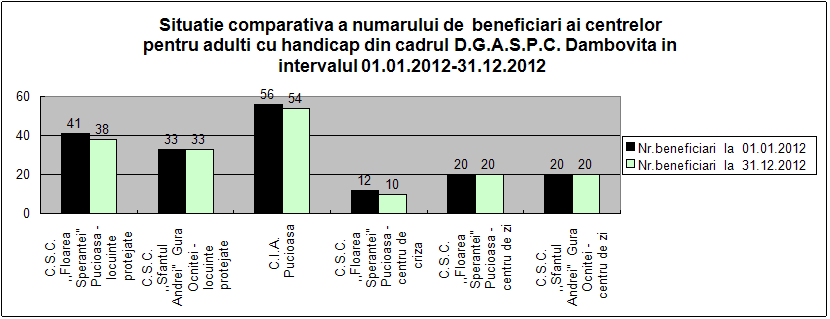 Situatie comparativa a numarului de beneficiari ai centrelor
pentru adulti cu handicap din cadrul D.G.A.S.P.C. Dambovita in
intervalul 01.01.2012-31.12.2012
60
40
20
0
41
38
33
33
56
54
12
10
20
20
20
20
C.S.C.
,,Floarea
Sperantei"
Pucioasa -
locuinte
protejate
C.S.C.
,,Sfantul
Andrei" Gura
Ocnitei -
locuinte
protejate
C.I.A.
Pucioasa
C.S.C.
,,Floarea
Sperantei"
Pucioasa -
centru de
criza
C.S.C.
,,Floarea
Sperantei"
Pucioasa -
centru de zi
C.S.C.
,,Sfantul
Andrei" Gura
Ocnitei -
centru de zi
Nr.beneficiari la 01.01.2012
Nr.beneficiari la 31.12.2012